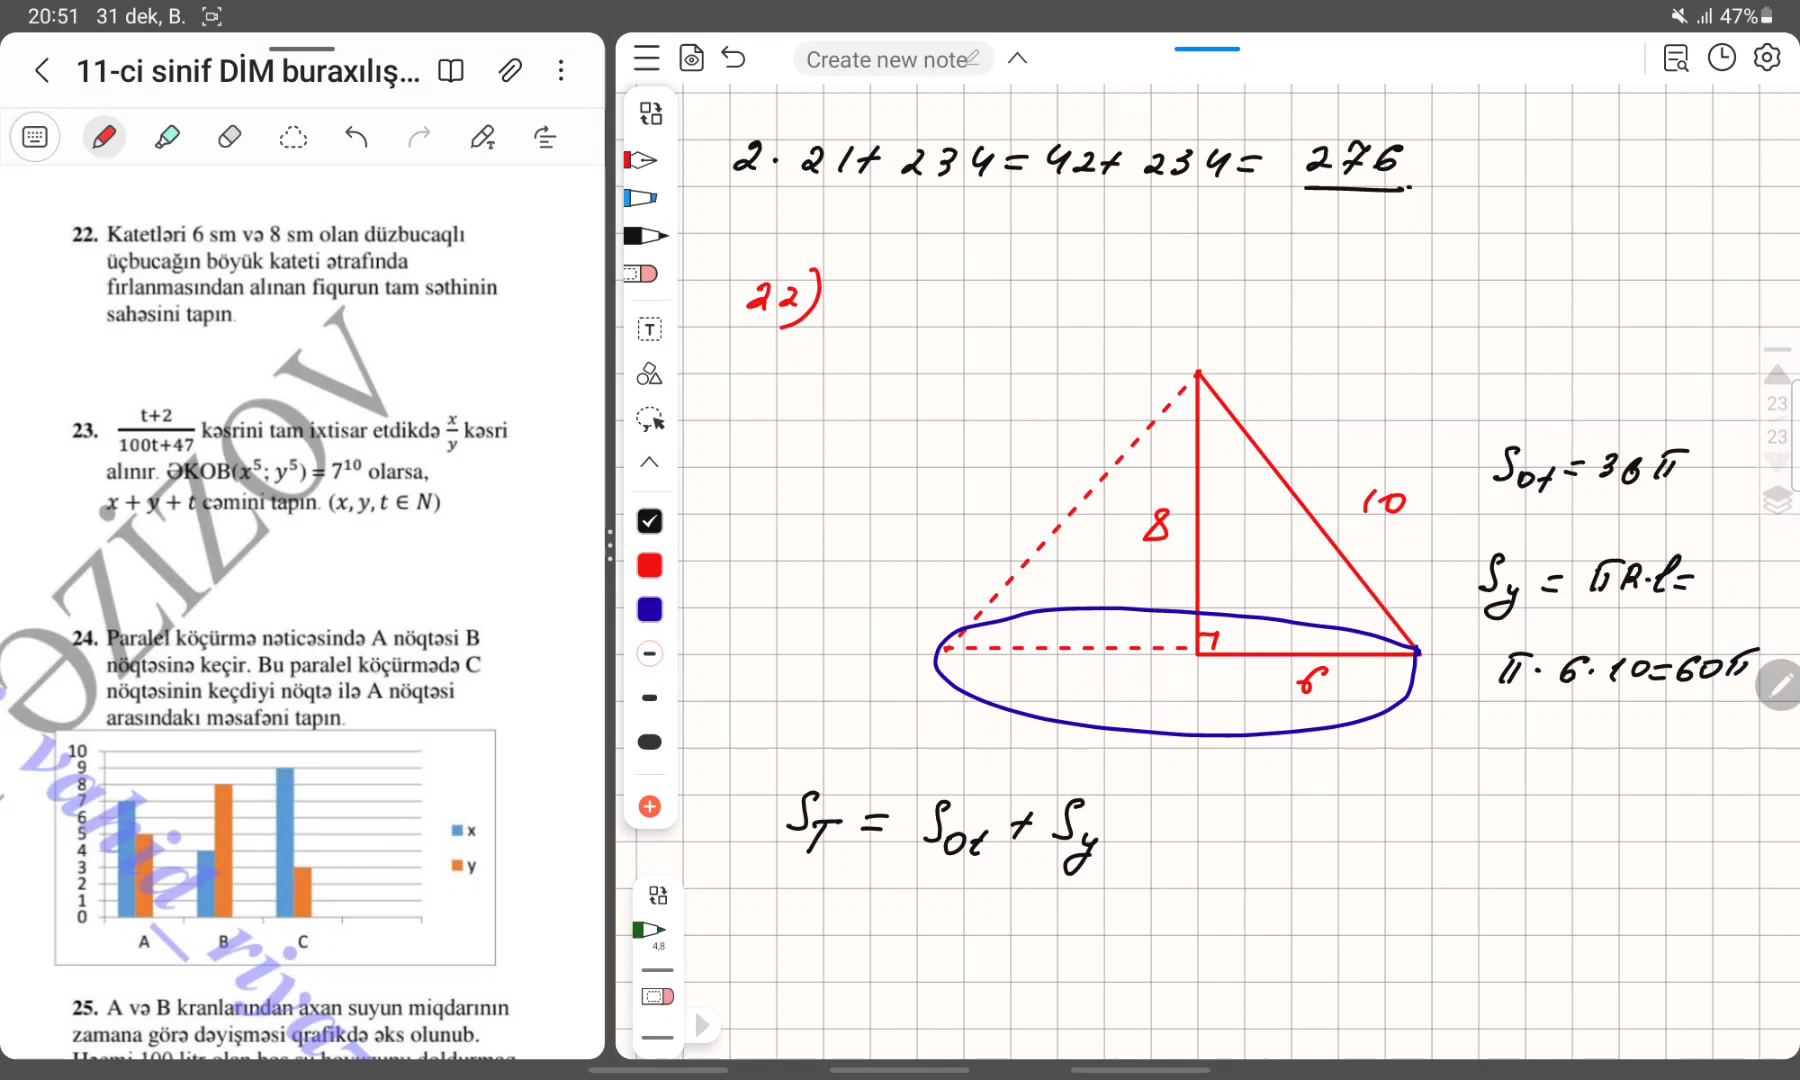 20:51 31 dek, B.
47%
11-ci sinif DİM buraxılış...
Create new note
22. Katetləri 6 sm və 8 sm olan düzbucaqlı
üçbucağın böyük kateti ətrafında
fırlanmasından alınan fiqurun tam səthinin
sahəsini tapın.
23. t+2/100t+47 kəsrini tam ixtisar etdikdə x/y kəsri
alınır. ƏKOB(x⁵; y⁵) = 7¹⁰ olarsa,
x + y + t cəmini tapın. (x, y, t ∈ N)
24. Paralel köçürmə nəticəsində A nöqtəsi B
nöqtəsinə keçir. Bu paralel köçürmədə C
nöqtəsinin keçdiyi nöqtə ilə A nöqtəsi
arasındakı məsafəni tapın.
10
9
8
7
6
5
4
3
2
1
0
A B C
x
y
25. A və B kranlarından axan suyun miqdarının
zamana görə dəyişməsi qrafikdə əks olunub.
ƏZİZOV
vahid_riyaz
T
4,8
2 · 21 + 234 = 42 + 234 = 276
22)
8
10
6
S_ot = 36π
S_y = πR·l =
π · 6 · 10 = 60π
S_T = S_ot + S_y
23
23